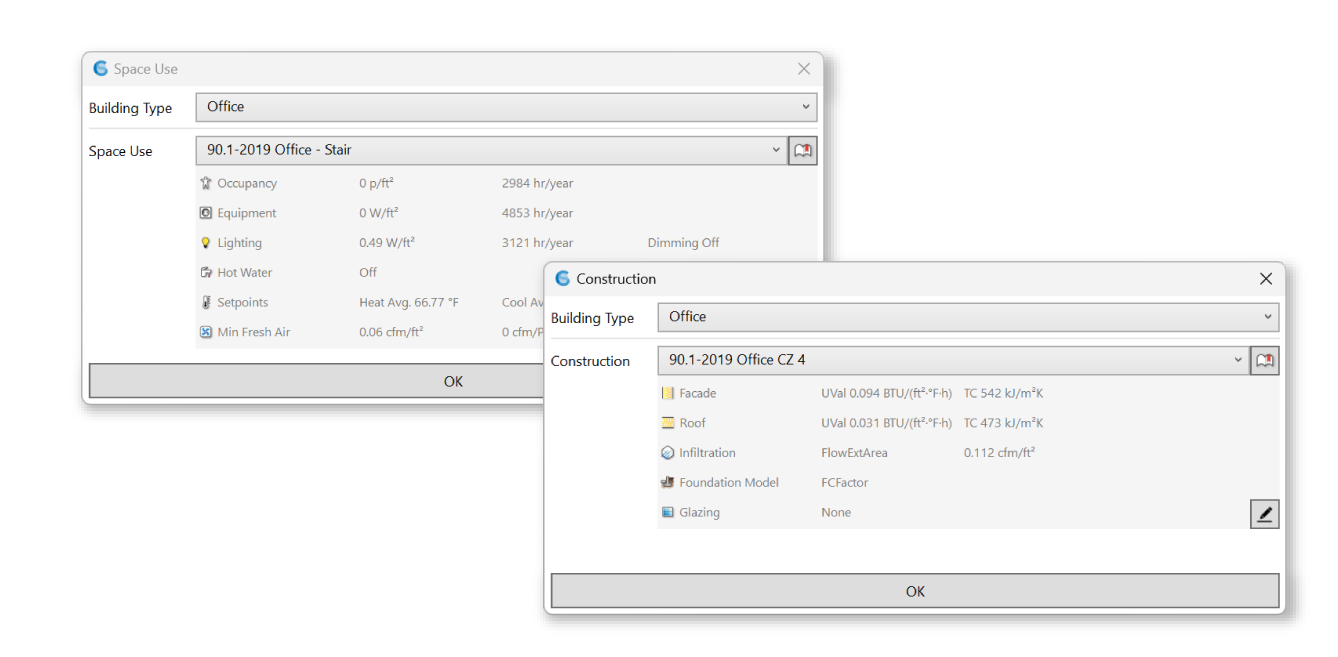 Space Use
Building Type Office
Space Use 90.1-2019 Office - Stair
Occupancy 0 p/ft² 2984 hr/year
Equipment 0 W/ft² 4853 hr/year
Lighting 0.49 W/ft² 3121 hr/year Dimming Off
Hot Water Off
Setpoints Heat Avg. 66.77 °F Cool Av
Min Fresh Air 0.06 cfm/ft² 0 cfm/P
OK
Construction
Building Type Office
Construction 90.1-2019 Office CZ 4
Facade UVal 0.094 BTU/(ft²·°F·h) TC 542 kJ/m²K
Roof UVal 0.031 BTU/(ft²·°F·h) TC 473 kJ/m²K
Infiltration FlowExtArea 0.112 cfm/ft²
Foundation Model FCFactor
Glazing None
OK